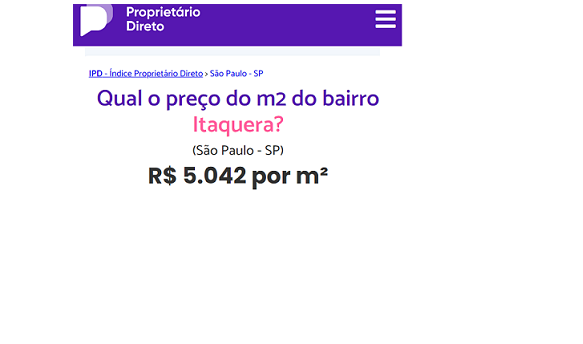 Proprietário
Direto
IPD - Índice Proprietário Direto › São Paulo - SP
Qual o preço do m2 do bairro
Itaquera?
(São Paulo - SP)
R$ 5.042 por m²